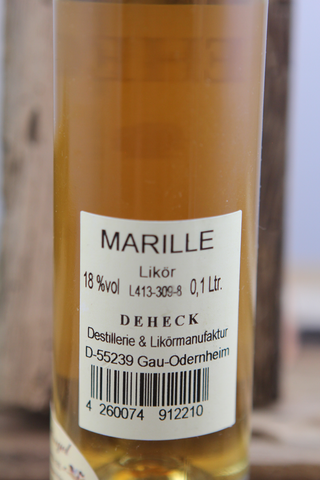 MARILLE
Likör
18 %vol L413-309-8 0,1 Ltr.
DEHECK
Destillerie & Likörmanufaktur
D-55239 Gau-Odernheim
4 260074 912210